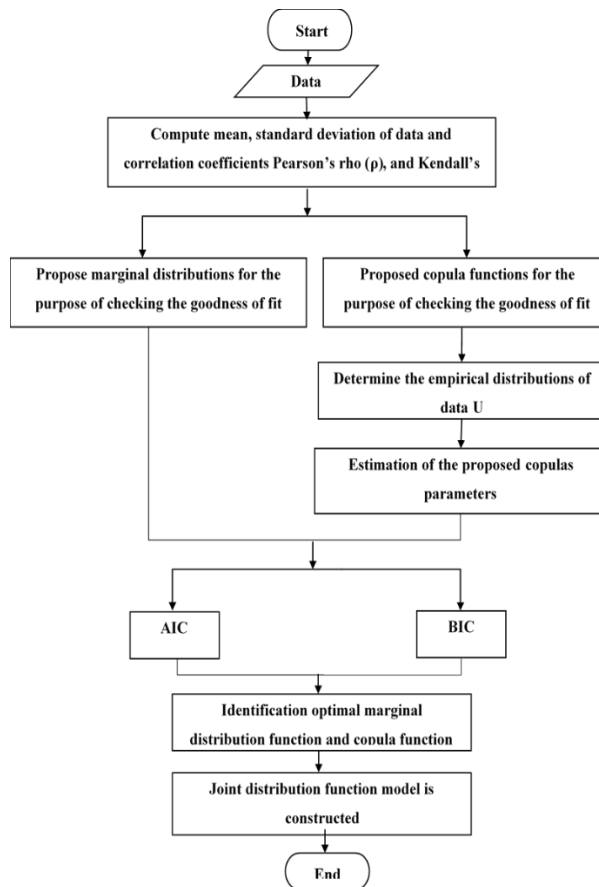 Start
Data
Compute mean, standard deviation of data and
correlation coefficients Pearson's rho (ρ), and Kendall's
Propose marginal distributions for the
purpose of checking the goodness of fit
Proposed copula functions for the
purpose of checking the goodness of fit
Determine the empirical distributions of
data U
Estimation of the proposed copulas
parameters
AIC
BIC
Identification optimal marginal
distribution function and copula function
Joint distribution function model is
constructed
End